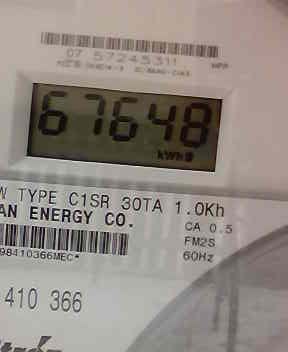 07 57245311
67648
kWh
W TYPE C1SR 30TA 1.0Kh
AN ENERGY CO.
CA 0.5
FM2S
60Hz
98410366MEC*
410 366